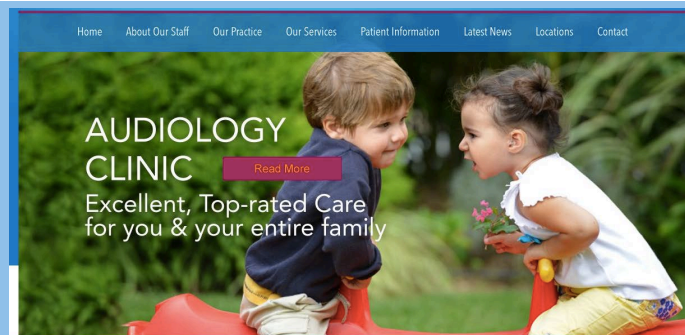 Home About Our Staff Our Practice Our Services Patient Information Latest News Locations Contact
AUDIOLOGY
CLINIC
Read More
Excellent, Top-rated Care
for you & your entire family